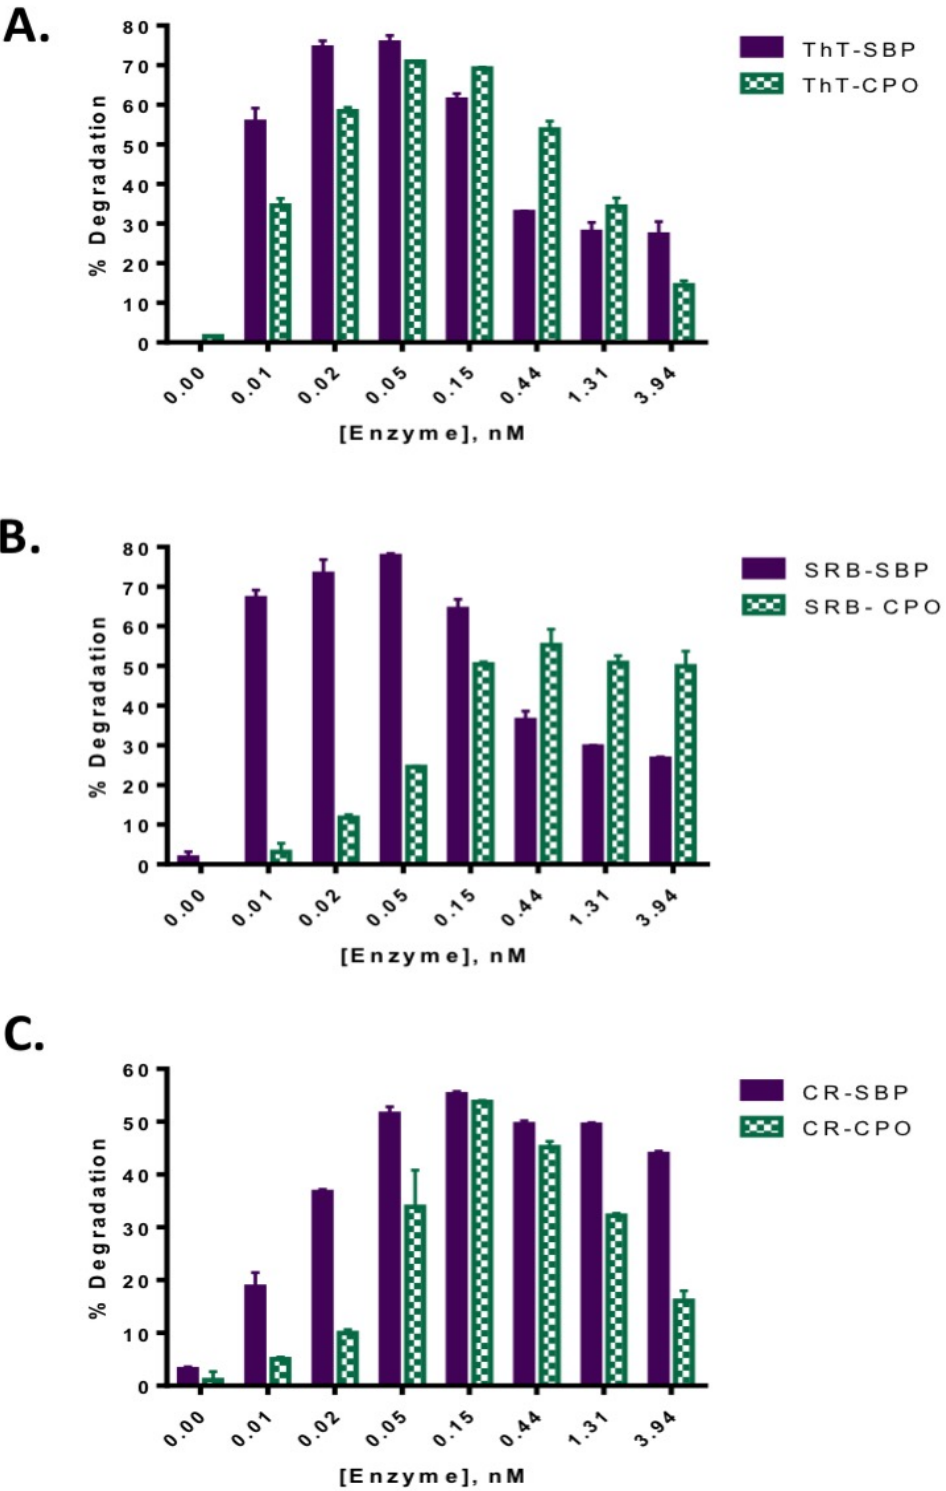 A.
80
70
60
50
40
30
20
10
0
% Degradation
0.00 0.01 0.02 0.05 0.15 0.44 1.31 3.94
[Enzyme], nM
ThT-SBP
ThT-CPO
B.
80
70
60
50
40
30
20
10
0
% Degradation
0.00 0.01 0.02 0.05 0.15 0.44 1.31 3.94
[Enzyme], nM
SRB-SBP
SRB- CPO
C.
60
50
40
30
20
10
0
% Degradation
0.00 0.01 0.02 0.05 0.15 0.44 1.31 3.94
[Enzyme], nM
CR-SBP
CR-CPO